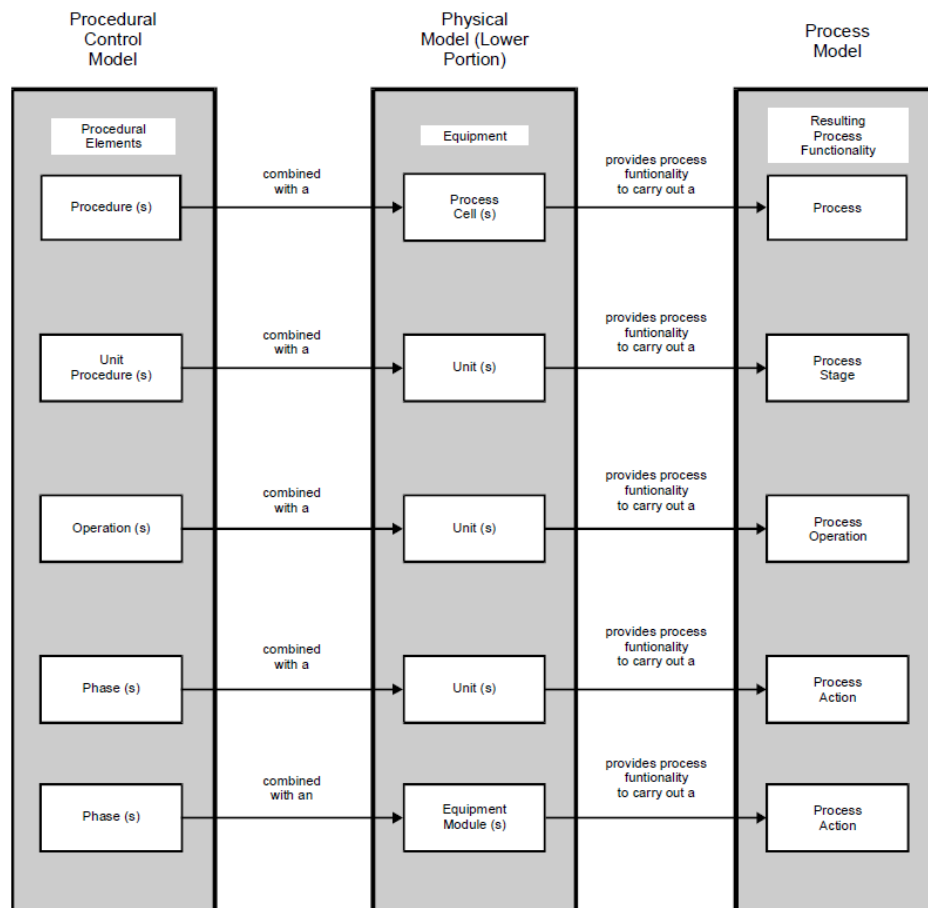 Procedural
Control
Model
Physical
Model (Lower
Portion)
Process
Model
Procedural
Elements
Equipment
Resulting
Process
Functionality
Procedure (s)
combined
with a
Process
Cell (s)
provides process
funtionality
to carry out a
Process
Unit
Procedure (s)
combined
with a
Unit (s)
provides process
funtionality
to carry out a
Process
Stage
Operation (s)
combined
with a
Unit (s)
provides process
funtionality
to carry out a
Process
Operation
Phase (s)
combined
with a
Unit (s)
provides process
funtionality
to carry out a
Process
Action
Phase (s)
combined
with an
Equipment
Module (s)
provides process
funtionality
to carry out a
Process
Action